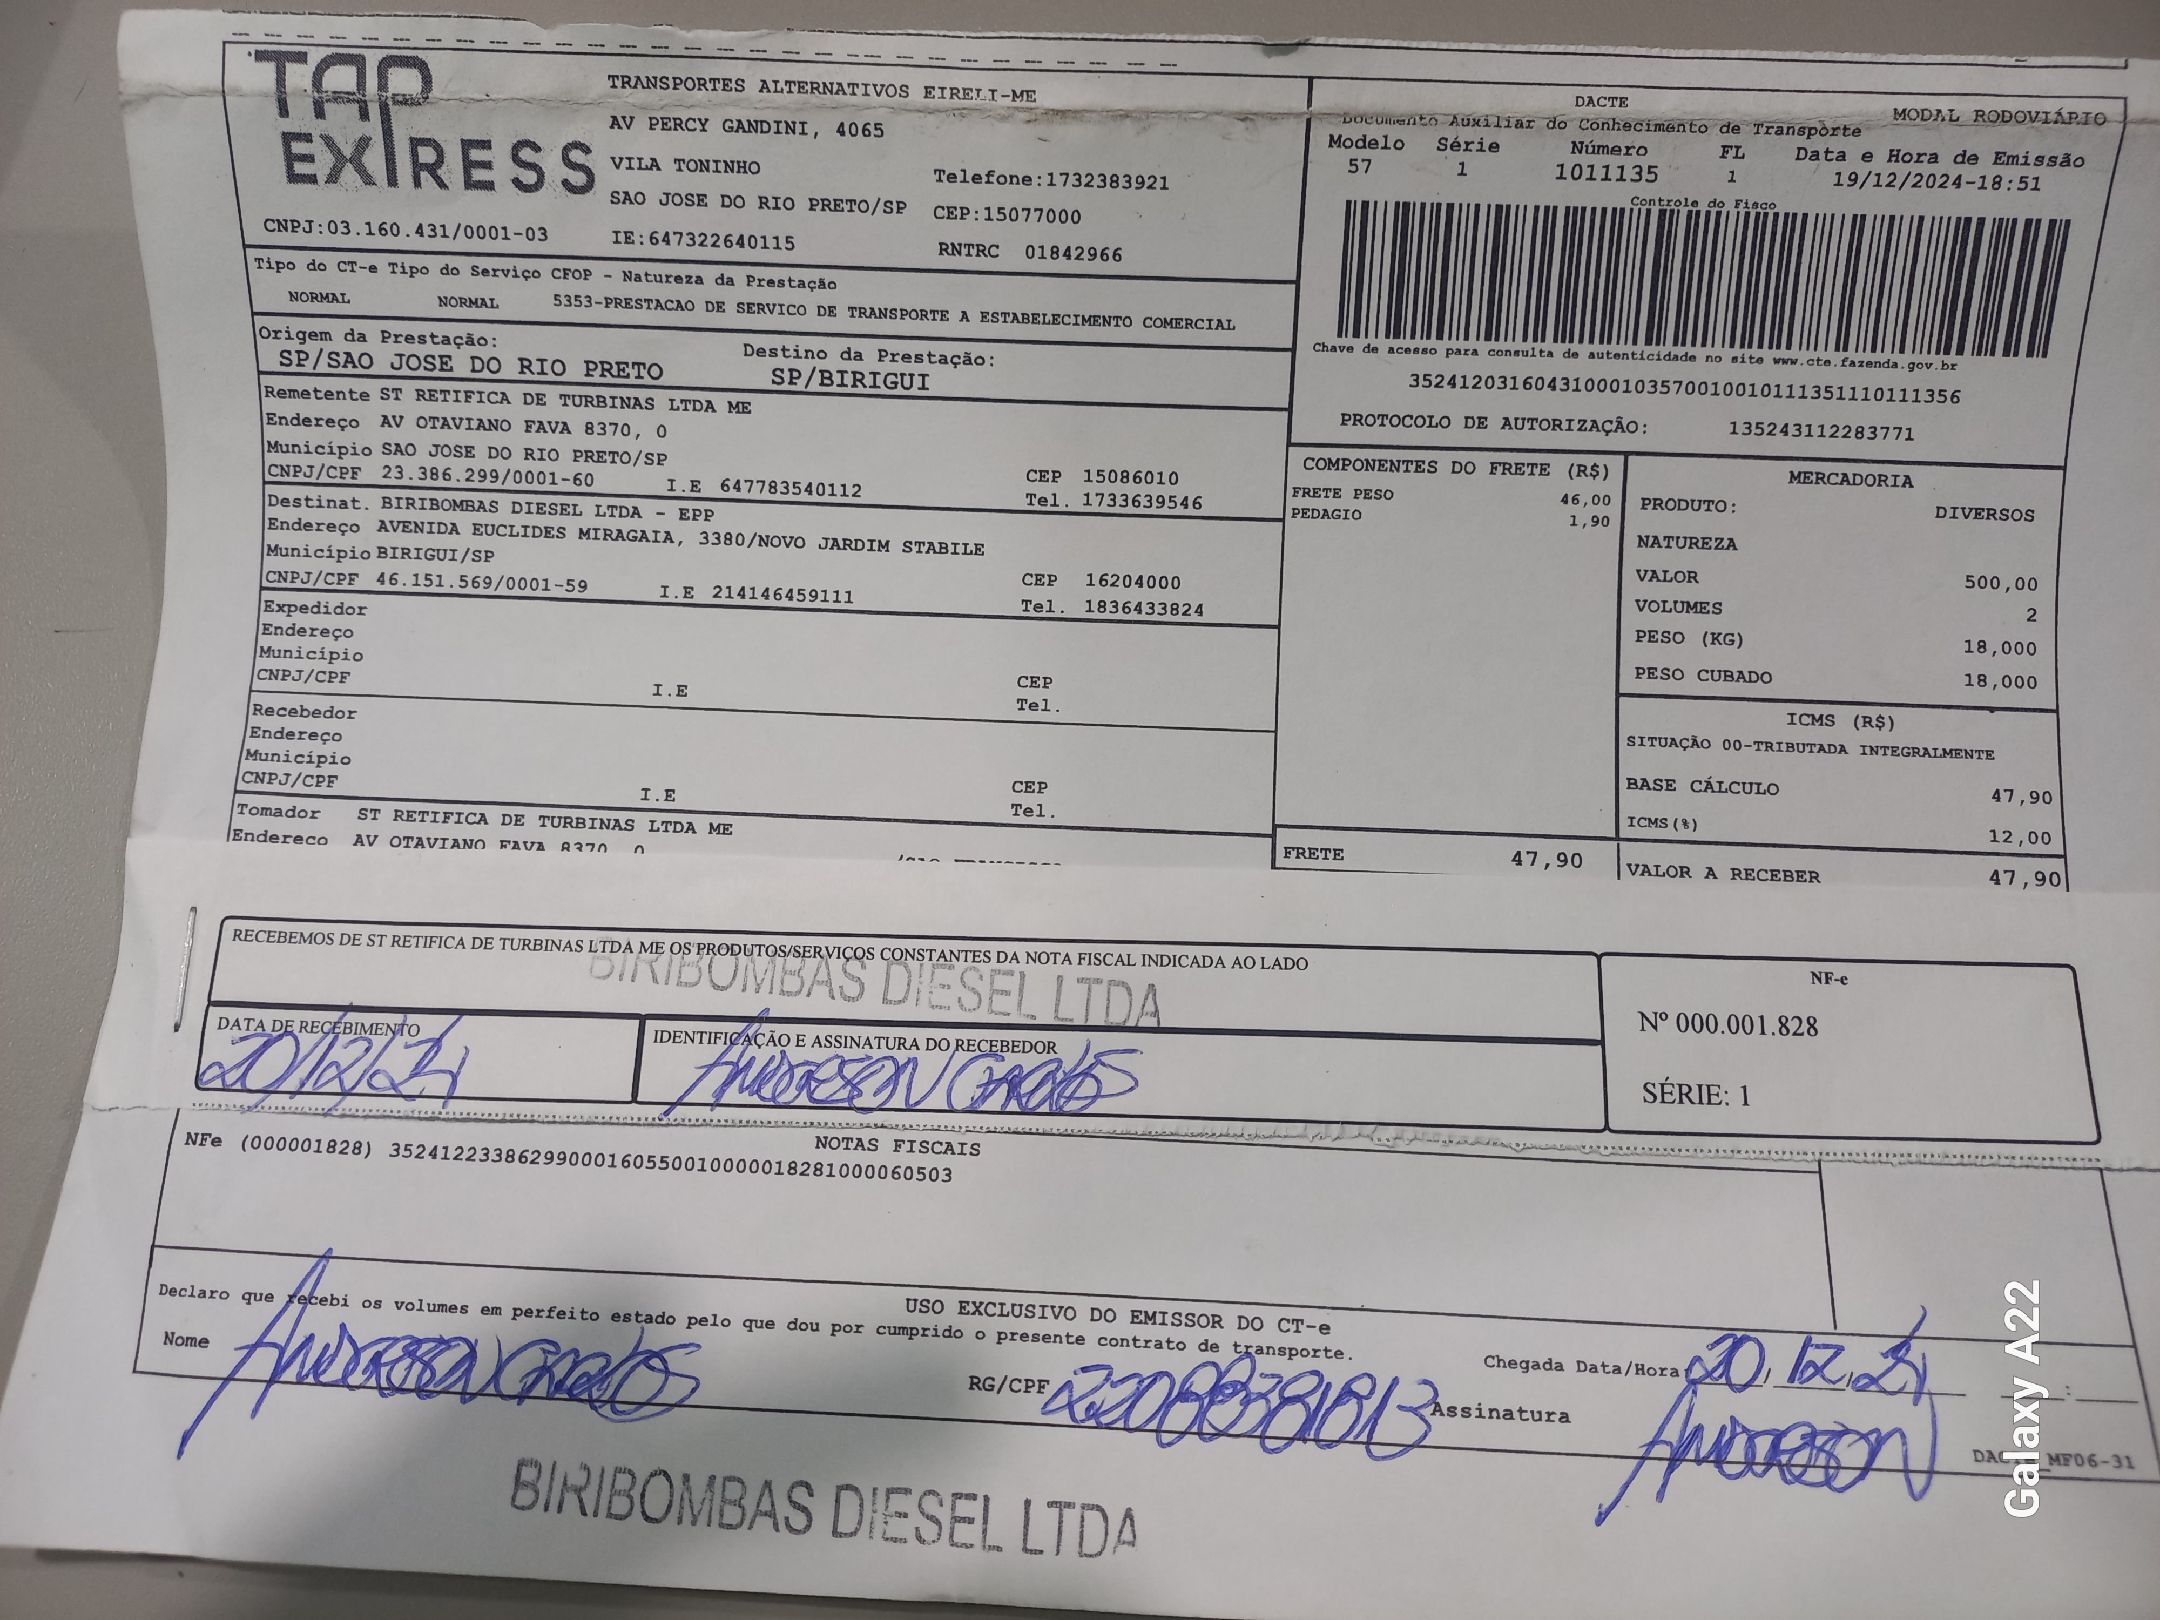 TAP EXPRESS
TRANSPORTES ALTERNATIVOS EIRELI-ME
AV PERCY GANDINI, 4065
VILA TONINHO
Telefone:1732383921
SAO JOSE DO RIO PRETO/SP CEP:15077000
CNPJ:03.160.431/0001-03 IE:647322640115 RNTRC 01842966
DACTE MODAL RODOVIÁRIO
Documento Auxiliar do Conhecimento de Transporte
Modelo Série Número FL Data e Hora de Emissão
57 1 1011135 1 19/12/2024-18:51
Controle do Fisco
Chave de acesso para consulta de autenticidade no site www.cte.fazenda.gov.br
35241203160431000103570010010111351110111356
PROTOCOLO DE AUTORIZAÇÃO: 135243112283771
Tipo do CT-e Tipo do Serviço CFOP - Natureza da Prestação
NORMAL NORMAL 5353-PRESTACAO DE SERVICO DE TRANSPORTE A ESTABELECIMENTO COMERCIAL
Origem da Prestação: Destino da Prestação:
SP/SAO JOSE DO RIO PRETO SP/BIRIGUI
Remetente ST RETIFICA DE TURBINAS LTDA ME
Endereço AV OTAVIANO FAVA 8370, 0
Município SAO JOSE DO RIO PRETO/SP CEP 15086010
CNPJ/CPF 23.386.299/0001-60 I.E 647783540112 Tel. 1733639546
Destinat. BIRIBOMBAS DIESEL LTDA - EPP
Endereço AVENIDA EUCLIDES MIRAGAIA, 3380/NOVO JARDIM STABILE
Município BIRIGUI/SP CEP 16204000
CNPJ/CPF 46.151.569/0001-59 I.E 214146459111 Tel. 1836433824
Expedidor
Endereço
Município CEP
CNPJ/CPF I.E Tel.
Recebedor
Endereço
Município CEP
CNPJ/CPF I.E Tel.
Tomador ST RETIFICA DE TURBINAS LTDA ME
Endereço AV OTAVIANO FAVA 8370, 0
COMPONENTES DO FRETE (R$)
FRETE PESO 46,00
PEDAGIO 1,90
FRETE 47,90
MERCADORIA
PRODUTO: DIVERSOS
NATUREZA
VALOR 500,00
VOLUMES 2
PESO (KG) 18,000
PESO CUBADO 18,000
ICMS (R$)
SITUAÇÃO 00-TRIBUTADA INTEGRALMENTE
BASE CÁLCULO 47,90
ICMS(%) 12,00
VALOR A RECEBER 47,90
RECEBEMOS DE ST RETIFICA DE TURBINAS LTDA ME OS PRODUTOS/SERVIÇOS CONSTANTES DA NOTA FISCAL INDICADA AO LADO
BIRIBOMBAS DIESEL LTDA
DATA DE RECEBIMENTO IDENTIFICAÇÃO E ASSINATURA DO RECEBEDOR
20/12/24 Anderson
NF-e
Nº 000.001.828
SÉRIE: 1
NOTAS FISCAIS
NFe (000001828) 35241223386299000160550010000018281000060503
USO EXCLUSIVO DO EMISSOR DO CT-e
Declaro que recebi os volumes em perfeito estado pelo que dou por cumprido o presente contrato de transporte.
Nome Anderson RG/CPF Chegada Data/Hora 20/12/24
Assinatura Anderson
MF06-31
BIRIBOMBAS DIESEL LTDA
Galaxy A22